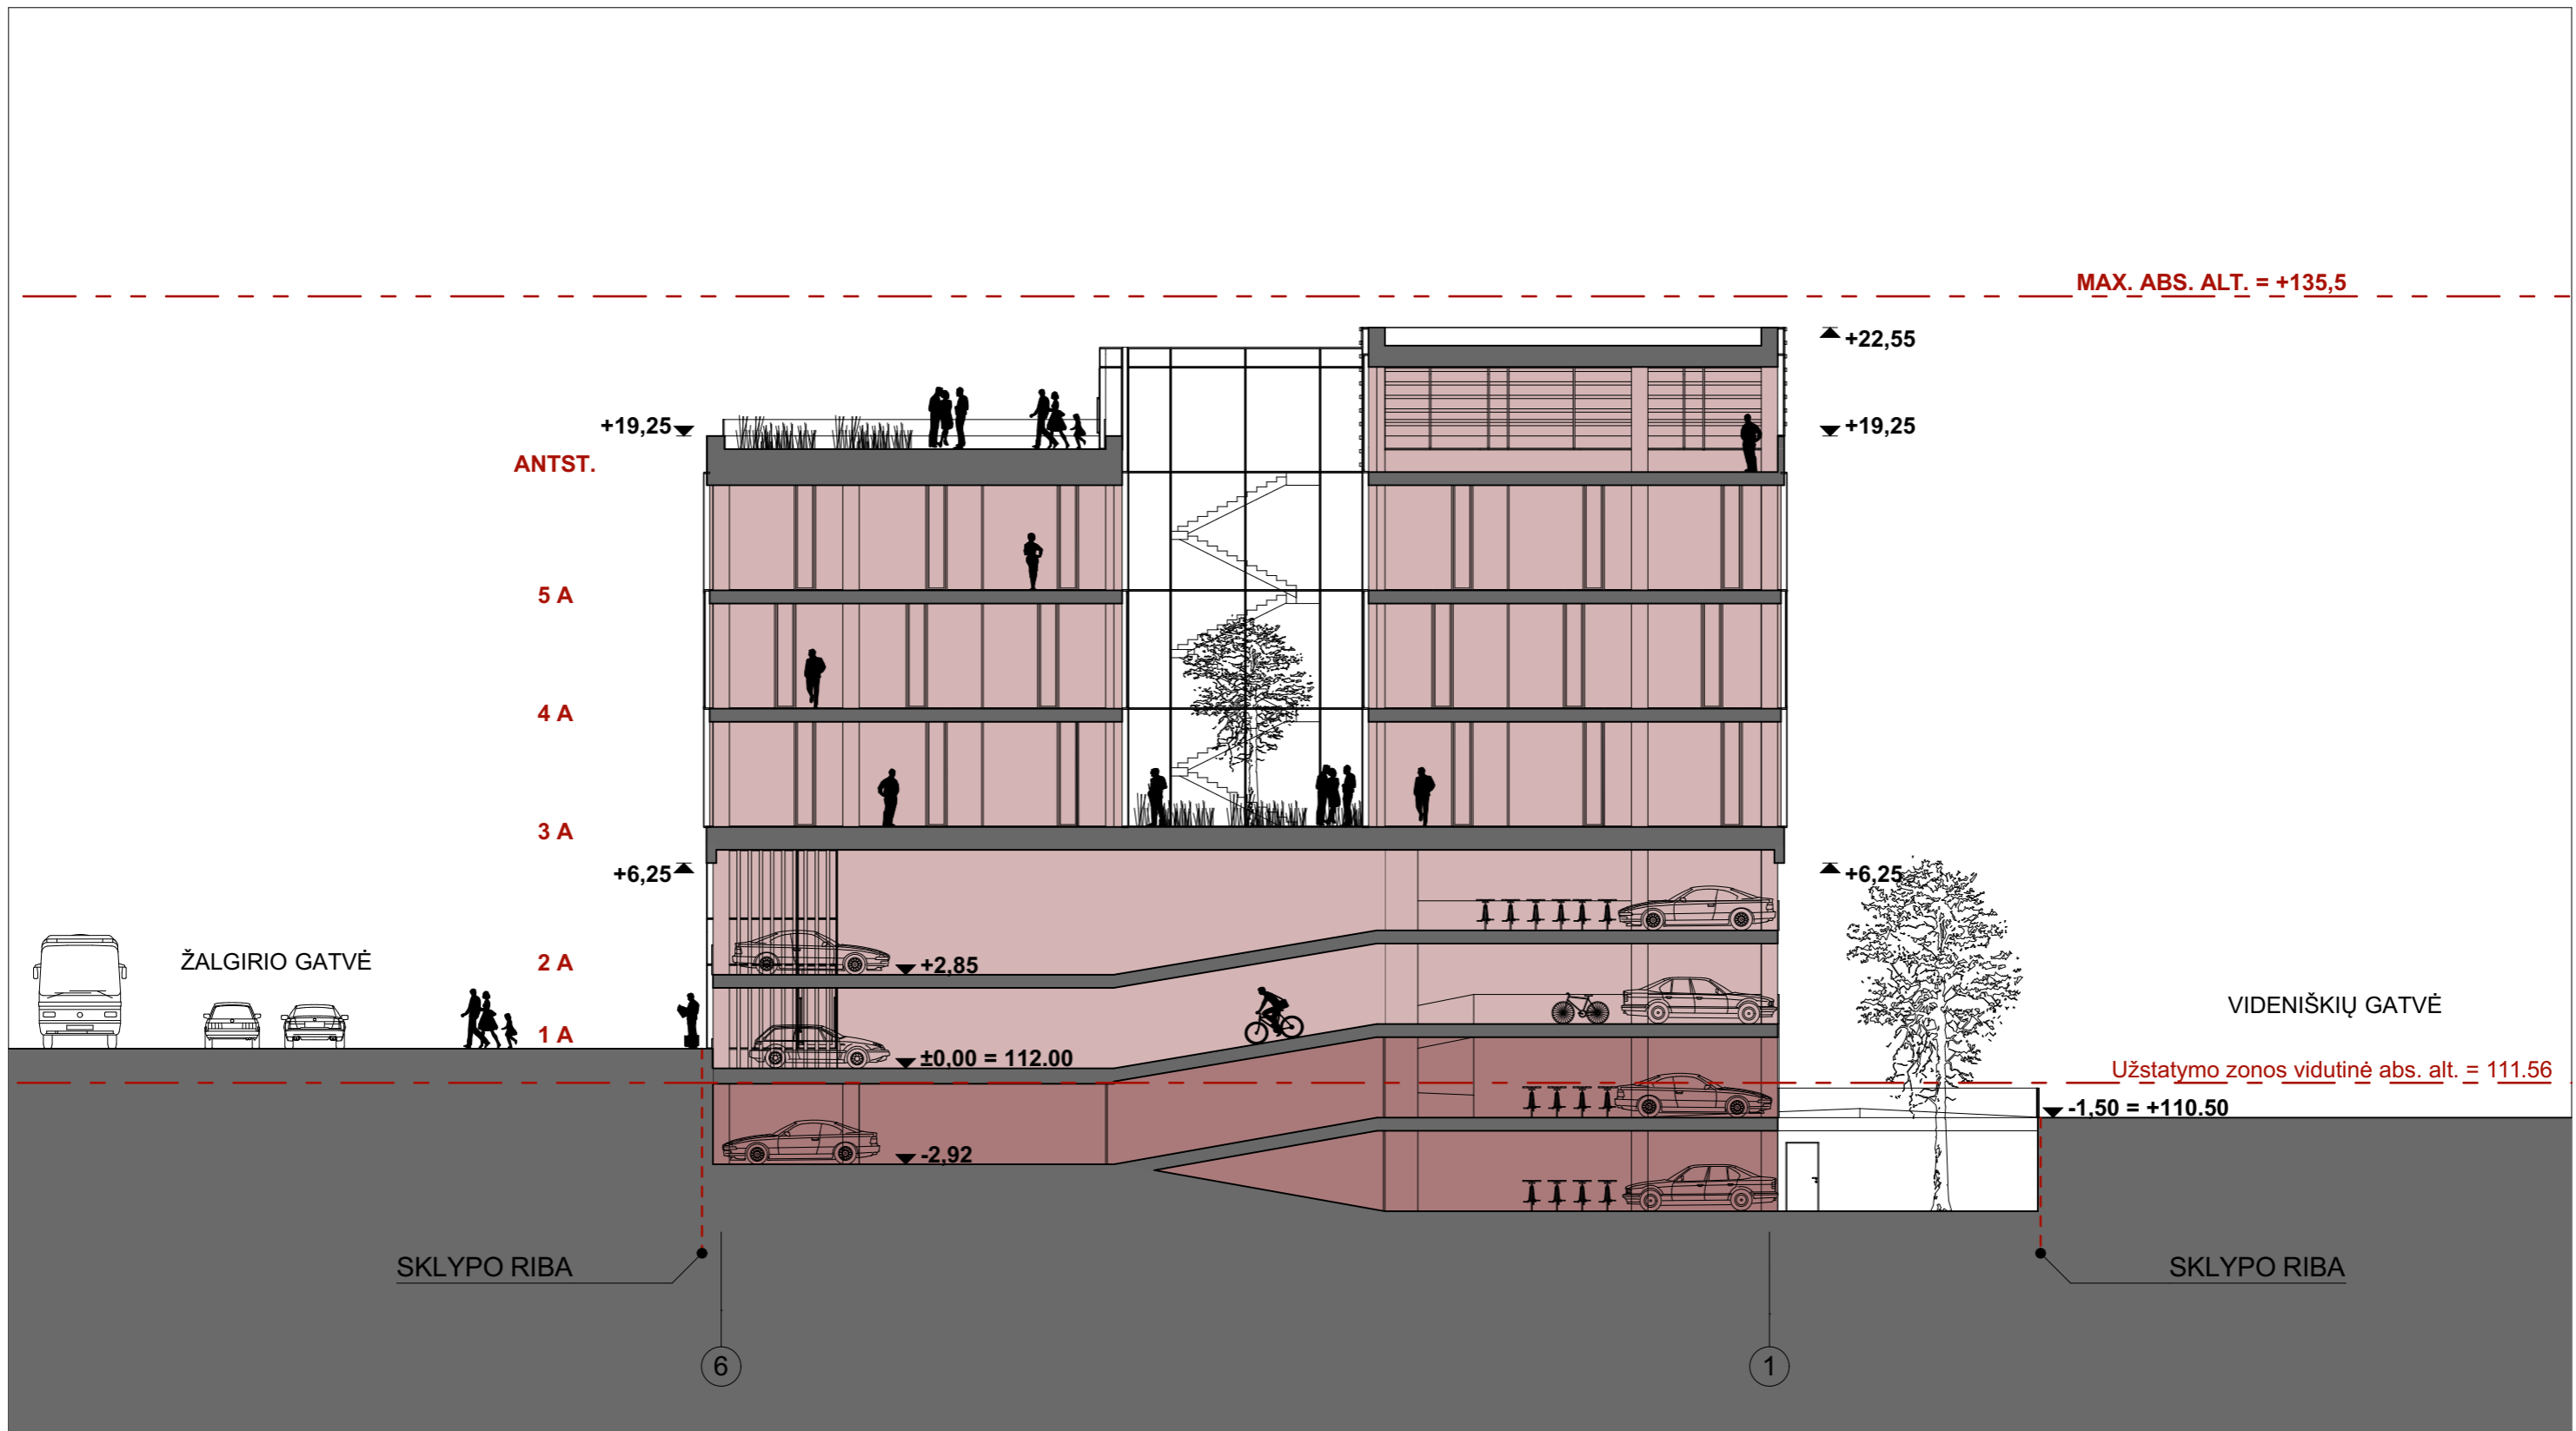 MAX. ABS. ALT. = +135,5
+22,55
+19,25
+19,25
ANTST.
5 A
4 A
3 A
+6,25
+6,25
ŽALGIRIO GATVĖ
2 A
+2,85
VIDENIŠKIŲ GATVĖ
1 A
±0,00 = 112.00
Užstatymo zonos vidutinė abs. alt. = 111.56
-1,50 = +110.50
-2,92
SKLYPO RIBA
SKLYPO RIBA
6
1